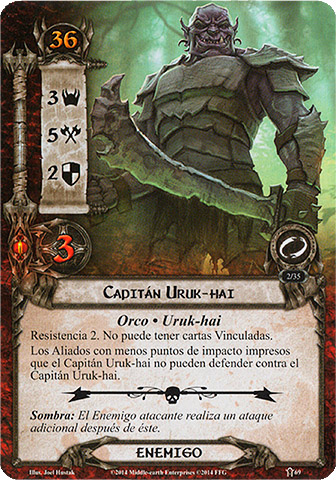 36
3
5
2
3
2/35
Capitán Uruk-hai
Orco • Uruk-hai
Resistencia 2. No puede tener cartas Vinculadas.
Los Aliados con menos puntos de impacto impresos
que el Capitán Uruk-hai no pueden defender contra el
Capitán Uruk-hai.
Sombra: El Enemigo atacante realiza un ataque
adicional después de éste.
ENEMIGO
Illus. Joel Hustak
©2014 Middle-earth Enterprises ©2014 FFG
69